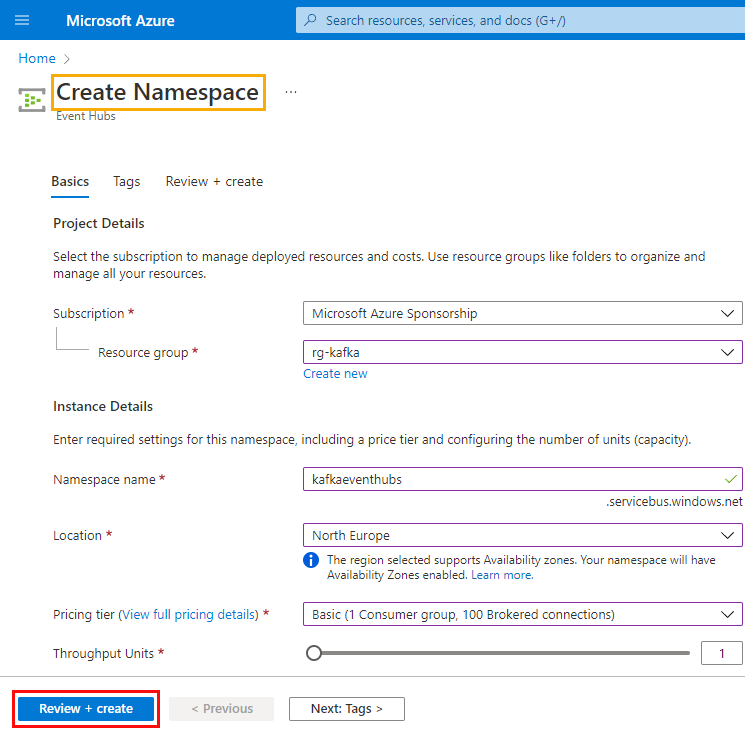 Microsoft Azure
Search resources, services, and docs (G+/)
Home >
Create Namespace ...
Event Hubs
Basics Tags Review + create
Project Details
Select the subscription to manage deployed resources and costs. Use resource groups like folders to organize and
manage all your resources.
Subscription * Microsoft Azure Sponsorship
Resource group * rg-kafka
Create new
Instance Details
Enter required settings for this namespace, including a price tier and configuring the number of units (capacity).
Namespace name * kafkaeventhubs
.servicebus.windows.net
Location * North Europe
The region selected supports Availability zones. Your namespace will have
Availability Zones enabled. Learn more.
Pricing tier (View full pricing details) * Basic (1 Consumer group, 100 Brokered connections)
Throughput Units * 1
Review + create < Previous Next: Tags >